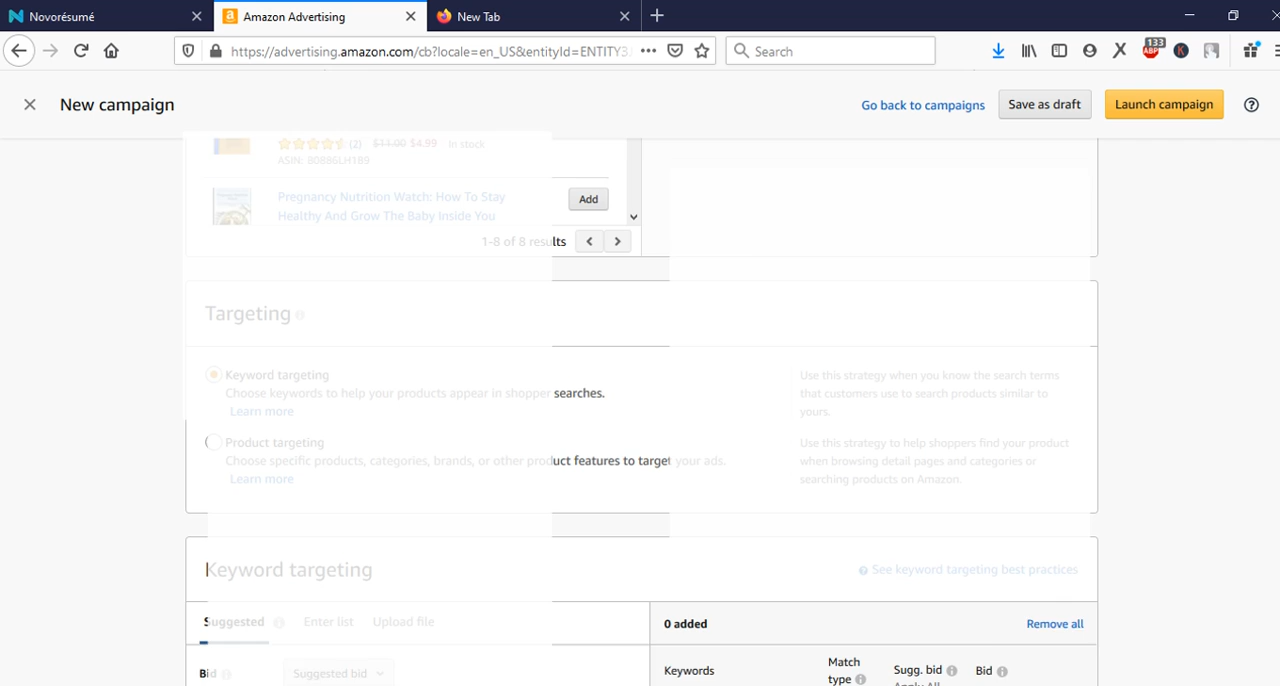 Novorésumé
Amazon Advertising
New Tab
https://advertising.amazon.com/cb?locale=en_US&entityId=ENTITY3
Search
133
ABP
K
New campaign
Go back to campaigns
Save as draft
Launch campaign
(2) $14.00 $4.99 In stock
ASIN:
Pregnancy Nutrition Watch: How To Stay
Healthy And Grow The Baby Inside You
Add
1-8 of 8 results
Targeting
Keyword targeting
Choose keywords to help your products appear in shopper searches.
Learn more
Use this strategy when you know the search terms
that customers use to search products similar to
yours.
Product targeting
Choose specific products, categories, brands, or other product features to target your ads.
Learn more
Use this strategy to help shoppers find your product
when browsing detail pages and categories or
searching products on Amazon.
Keyword targeting
See keyword targeting best practices
Suggested
Enter list
Upload file
0 added
Remove all
Bid
Suggested bid
Keywords
Match
type
Sugg. bid
Bid